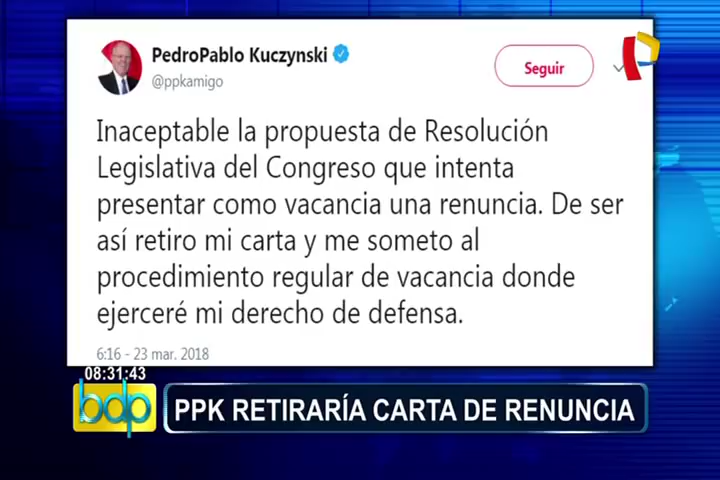 PedroPablo Kuczynski
@ppkamigo
Seguir
Inaceptable la propuesta de Resolución
Legislativa del Congreso que intenta
presentar como vacancia una renuncia. De ser
así retiro mi carta y me someto al
procedimiento regular de vacancia donde
ejerceré mi derecho de defensa.
6:16 - 23 mar. 2018
08:31:43
bdp
PPK RETIRARÍA CARTA DE RENUNCIA